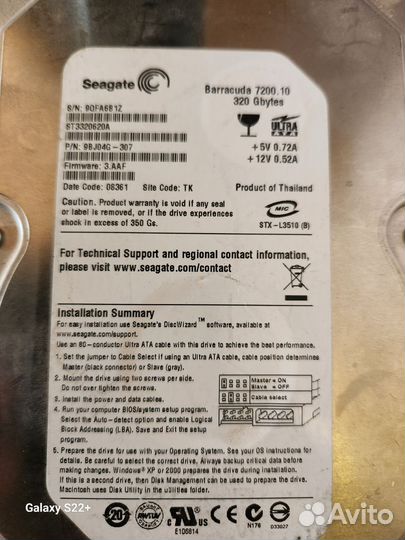 Seagate
Barracuda 7200.10
320 Gbytes
S/N: 9QFA681Z
ST3320620A
ULTRA ATA
P/N: 9BJ04G-307
+5V 0.72A
+12V 0.52A
Firmware: 3.AAF
Date Code: 08361 Site Code: TK
Product of Thailand
Caution. Product warranty is void if any seal
or label is removed, or if the drive experiences
shock in excess of 350 Gs.
MIC
STX-L3510 (B)
For Technical Support and regional contact information,
please visit www.seagate.com/contact
Installation Summary
For easy installation use Seagate's DiscWizard™ software, available at
www.seagate.com/support.
Use an 80-conductor Ultra ATA cable with this drive to achieve the best performance.
1. Set the jumper to Cable Select if using an Ultra ATA cable, cable position determines
Master (black connector) or Slave (gray).
2. Mount the drive using two screws per side.
Do not over tighten the screws.
3. Install the power and data cables.
4. Run your computer BIOS/system setup program.
Select the Auto-detect option and enable Logical
Block Addressing (LBA). Save and Exit the setup
program.
Master = ON
Slave = OFF
Cable select
5. Prepare the drive for use with your Operating System. See your OS instructions for
details. Be careful to select the correct drive. Always backup critical data before
making changes. Windows® XP or 2000 prepares the drive during installation.
If this is a second drive, then Disk Management can be used to prepare the drive.
Macintosh uses Disk Utility in the utilities folder.
Galaxy S22+
E106814
N176
D33027
Avito